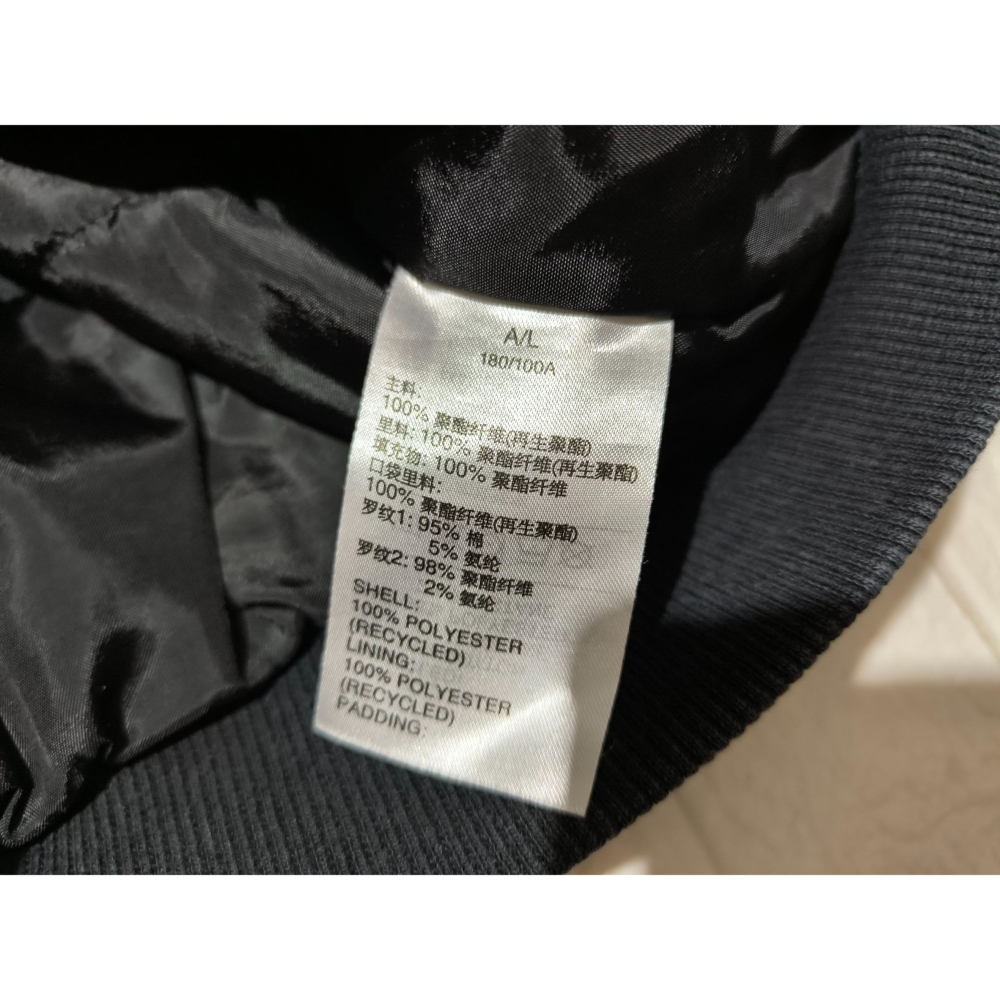 A/L
180/100A
主料:
100% 聚酯纤维(再生聚酯)
里料: 100% 聚酯纤维(再生聚酯)
填充物: 100% 聚酯纤维
口袋里料:
100% 聚酯纤维(再生聚酯)
罗纹1: 95% 棉
5% 氨纶
罗纹2: 98% 聚酯纤维
2% 氨纶
SHELL:
100% POLYESTER
(RECYCLED)
LINING:
100% POLYESTER
(RECYCLED)
PADDING: